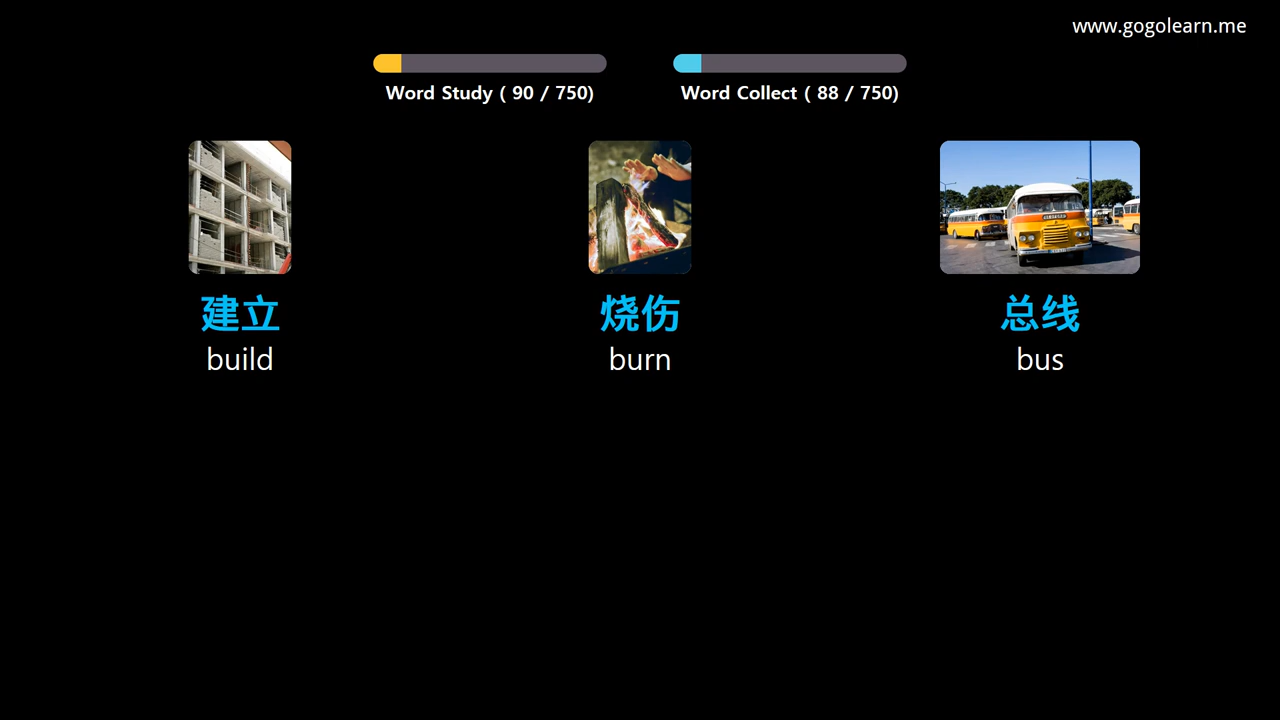 www.gogolearn.me
Word Study ( 90 / 750)
Word Collect ( 88 / 750)
建立
build
烧伤
burn
总线
bus